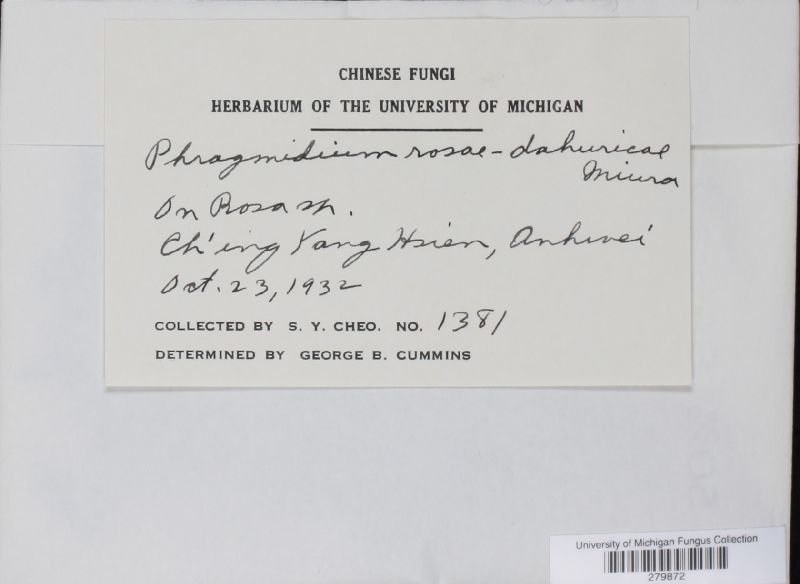 CHINESE FUNGI
HERBARIUM OF THE UNIVERSITY OF MICHIGAN
Phragmidium rosae-dahuricae
Miura
On Rosa sp.
Ch'ing Yang Hsien, Anhwei
Oct. 23, 1932
COLLECTED BY S. Y. CHEO. NO. 1381
DETERMINED BY GEORGE B. CUMMINS
University of Michigan Fungus Collection
279872